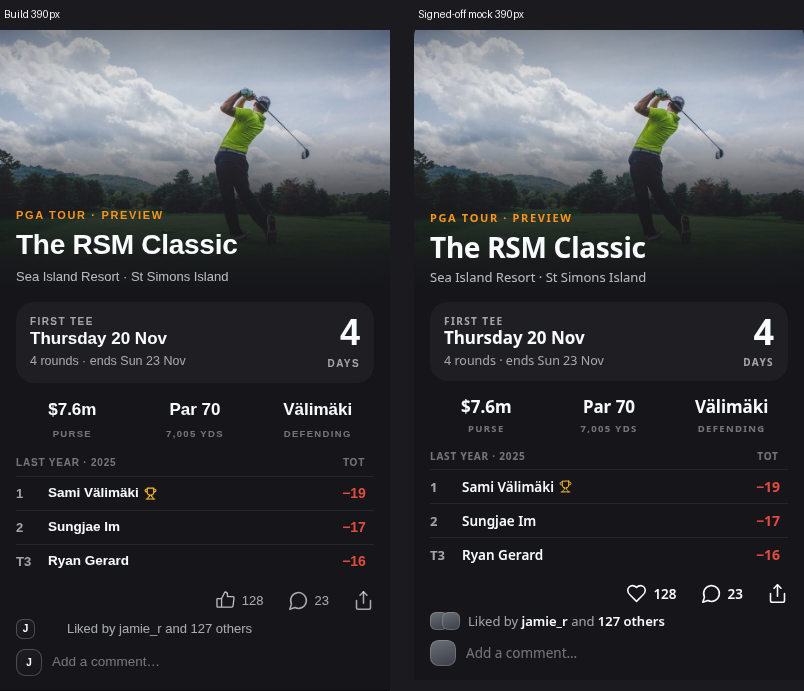 Build 390px
PGA TOUR · PREVIEW
The RSM Classic
Sea Island Resort · St Simons Island
FIRST TEE
Thursday 20 Nov
4 rounds · ends Sun 23 Nov
4
DAYS
$7.6m Par 70 Välimäki
PURSE 7,005 YDS DEFENDING
LAST YEAR · 2025 TOT
1 Sami Välimäki −19
2 Sungjae Im −17
T3 Ryan Gerard −16
128 23
J Liked by jamie_r and 127 others
J Add a comment…
Signed-off mock 390px
PGA TOUR · PREVIEW
The RSM Classic
Sea Island Resort · St Simons Island
FIRST TEE
Thursday 20 Nov
4 rounds · ends Sun 23 Nov
4
DAYS
$7.6m Par 70 Välimäki
PURSE 7,005 YDS DEFENDING
LAST YEAR · 2025 TOT
1 Sami Välimäki −19
2 Sungjae Im −17
T3 Ryan Gerard −16
128 23
Liked by jamie_r and 127 others
Add a comment…